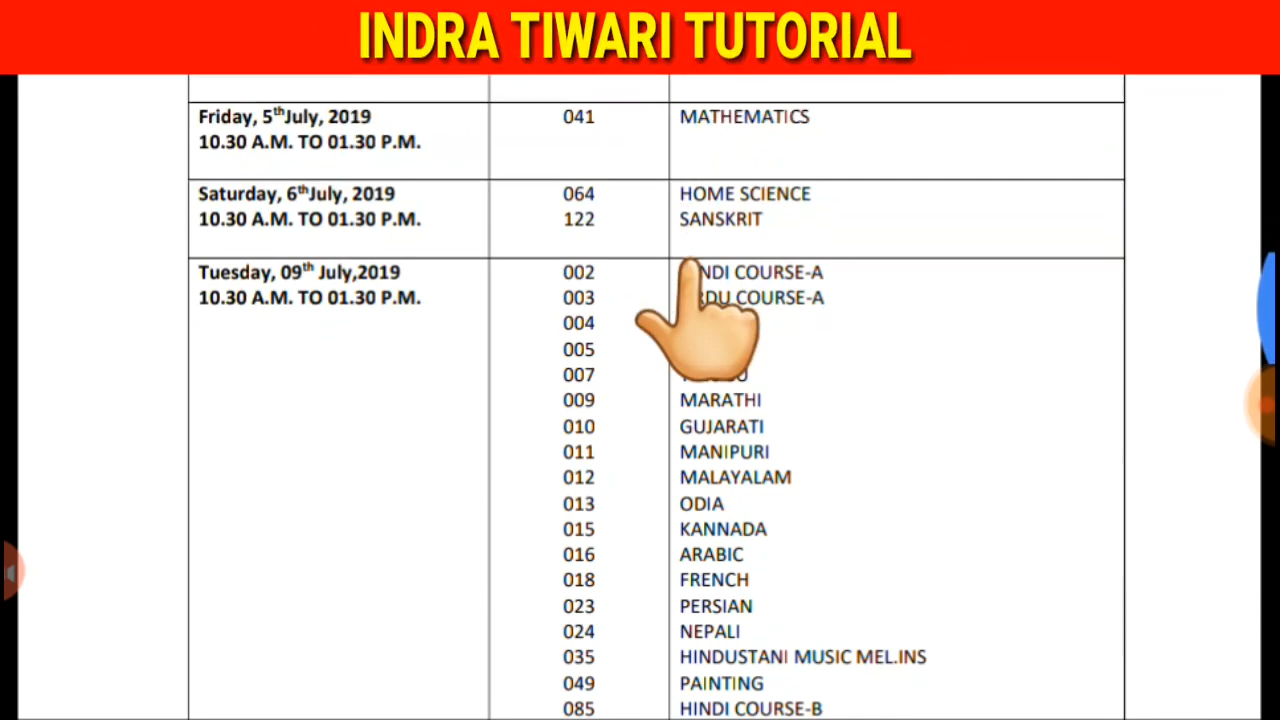 INDRA TIWARI TUTORIAL
Friday, 5thJuly, 2019 041 MATHEMATICS
10.30 A.M. TO 01.30 P.M.
Saturday, 6thJuly, 2019 064 HOME SCIENCE
10.30 A.M. TO 01.30 P.M. 122 SANSKRIT
Tuesday, 09th July,2019 002 COURSE-A
10.30 A.M. TO 01.30 P.M. 003 COURSE-A
004
005
007
009 MARATHI
010 GUJARATI
011 MANIPURI
012 MALAYALAM
013 ODIA
015 KANNADA
016 ARABIC
018 FRENCH
023 PERSIAN
024 NEPALI
035 HINDUSTANI MUSIC MEL.INS
049 PAINTING
085 HINDI COURSE-B